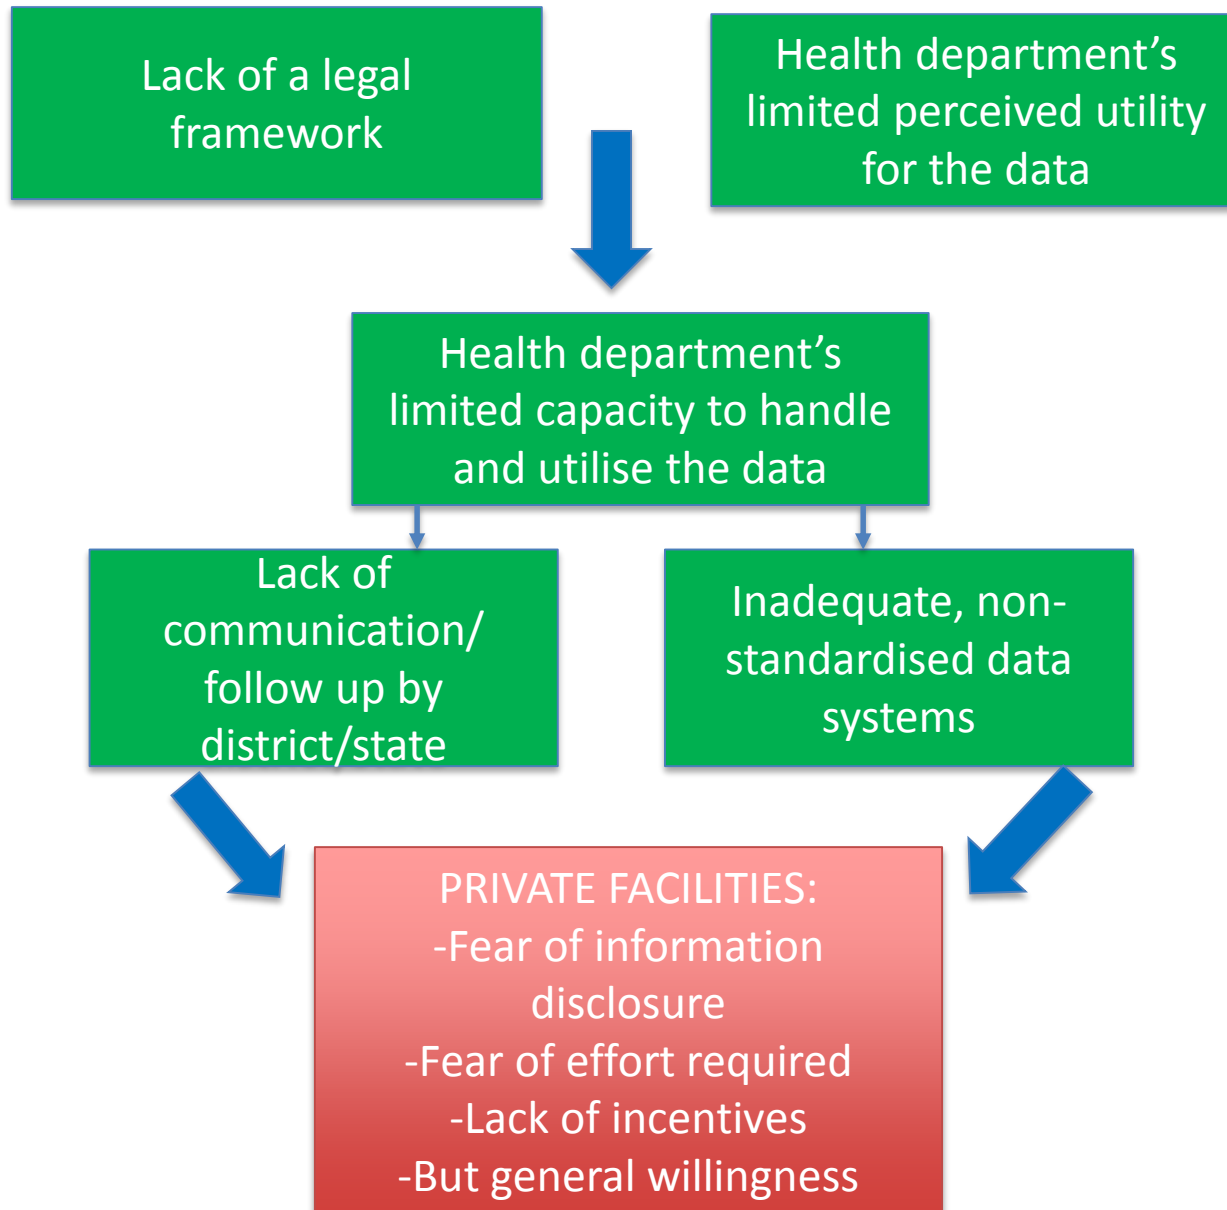 Lack of a legal
framework
Health department’s
limited perceived utility
for the data
Health department’s
limited capacity to handle
and utilise the data
Lack of
communication/
follow up by
district/state
Inadequate, non-
standardised data
systems
PRIVATE FACILITIES:
-Fear of information
disclosure
-Fear of effort required
-Lack of incentives
-But general willingness